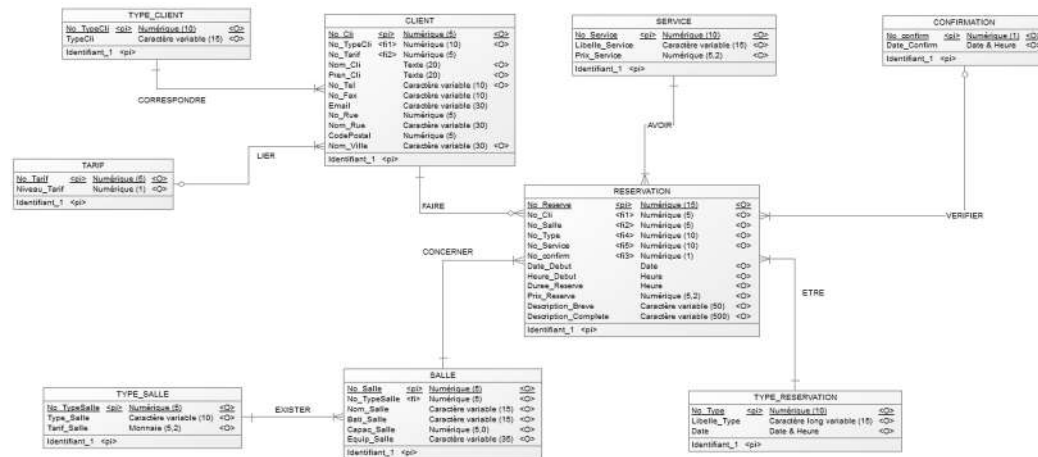 TYPE_CLIENT
No_TypeCli <pi> Numérique (10) <O>
TypeCli Caractère variable (15) <O>
Identifiant_1 <pi>
CLIENT
No_Cli <pi> Numérique (5) <O>
No_TypeCli <fi1> Numérique (10) <O>
No_Tarif <fi2> Numérique (5)
Nom_Cli Texte (20) <O>
Pren_Cli Texte (20) <O>
No_Tel Caractère variable (10) <O>
No_Fax Caractère variable (10)
Email Caractère variable (30)
No_Rue Numérique (5)
Nom_Rue Caractère variable (30)
CodePostal Numérique (5)
Nom_Ville Caractère variable (30) <O>
Identifiant_1 <pi>
SERVICE
No_Service <pi> Numérique (10) <O>
Libelle_Service Caractère variable (15) <O>
Prix_Service Numérique (5,2) <O>
Identifiant_1 <pi>
CONFIRMATION
No_confirm <pi> Numérique (1) <O>
Date_Confirm Date & Heure <O>
Identifiant_1 <pi>
CORRESPONDRE
AVOIR
LIER
TARIF
No_Tarif <pi> Numérique (5) <O>
Niveau_Tarif Numérique (1) <O>
Identifiant_1 <pi>
FAIRE
VERIFIER
RESERVATION
No_Reserve <pi> Numérique (15) <O>
No_Cli <fi1> Numérique (5) <O>
No_Salle <fi2> Numérique (5) <O>
No_Type <fi4> Numérique (10) <O>
No_Service <fi5> Numérique (10) <O>
No_confirm <fi3> Numérique (1)
Date_Debut Date <O>
Heure_Debut Heure <O>
Duree_Reserve Heure <O>
Prix_Reserve Numérique (5,2) <O>
Description_Breve Caractère variable (50) <O>
Description_Complete Caractère variable (500) <O>
Identifiant_1 <pi>
CONCERNER
ETRE
TYPE_SALLE
No_TypeSalle <pi> Numérique (5) <O>
Type_Salle Caractère variable (10) <O>
Tarif_Salle Monnaie (5,2) <O>
Identifiant_1 <pi>
EXISTER
SALLE
No_Salle <pi> Numérique (5) <O>
No_TypeSalle <fi> Numérique (5) <O>
Nom_Salle Caractère variable (15) <O>
Bati_Salle Caractère variable (15) <O>
Capac_Salle Numérique (5,0) <O>
Equip_Salle Caractère variable (35) <O>
Identifiant_1 <pi>
TYPE_RESERVATION
No_Type <pi> Numérique (10) <O>
Libelle_Type Caractère long variable (15) <O>
Date Date & Heure <O>
Identifiant_1 <pi>